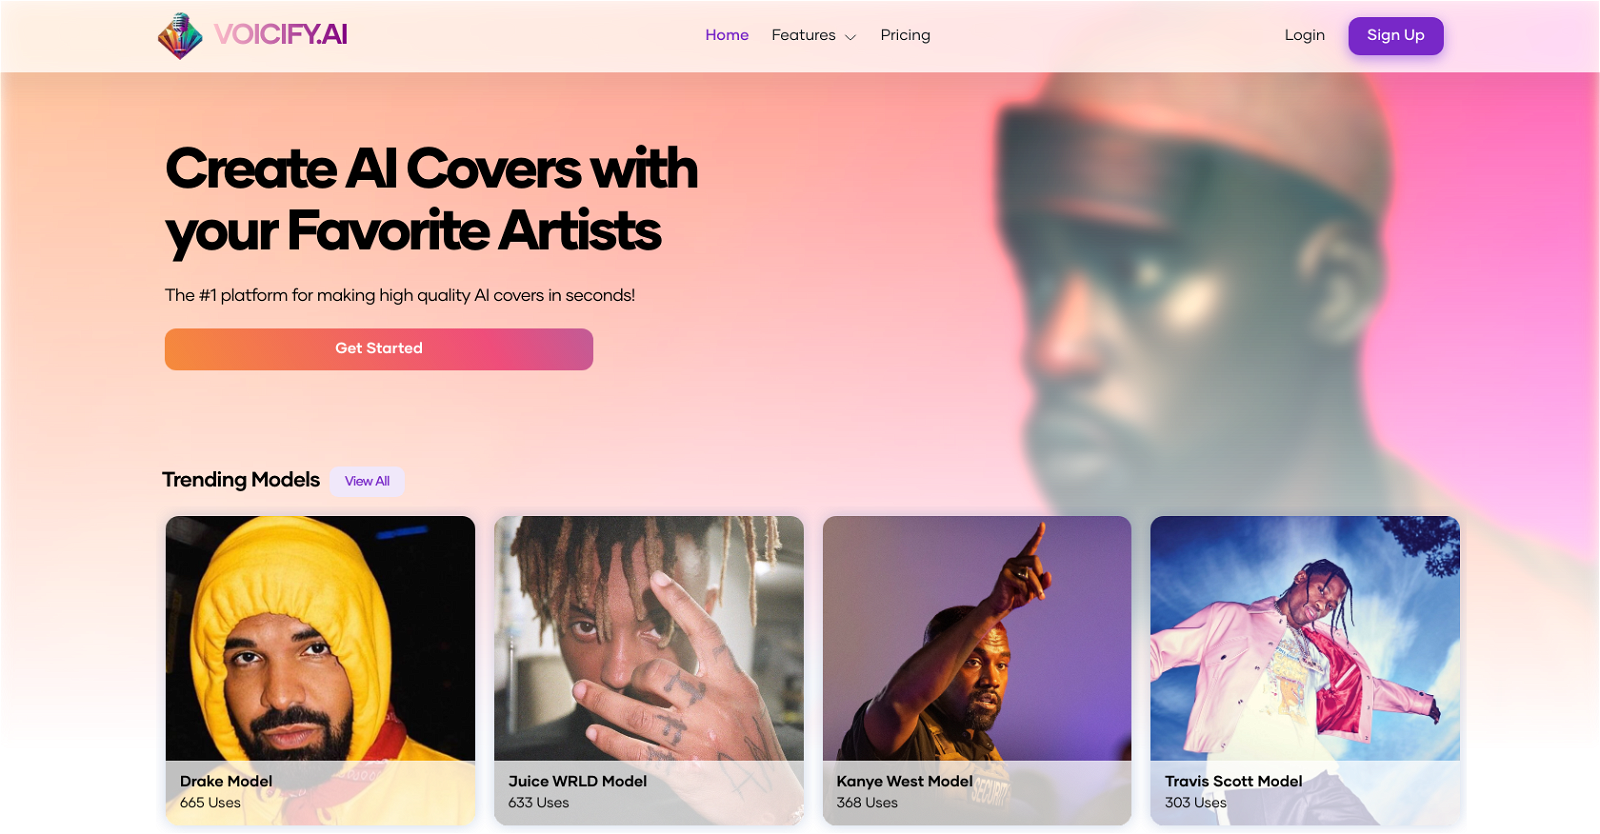 VOICIFY.AI
Home Features Pricing
Login Sign Up
Create AI Covers with
your Favorite Artists
The #1 platform for making high quality AI covers in seconds!
Get Started
Trending Models View All
SECURITY
Drake Model
665 Uses
Juice WRLD Model
633 Uses
Kanye West Model
368 Uses
Travis Scott Model
303 Uses